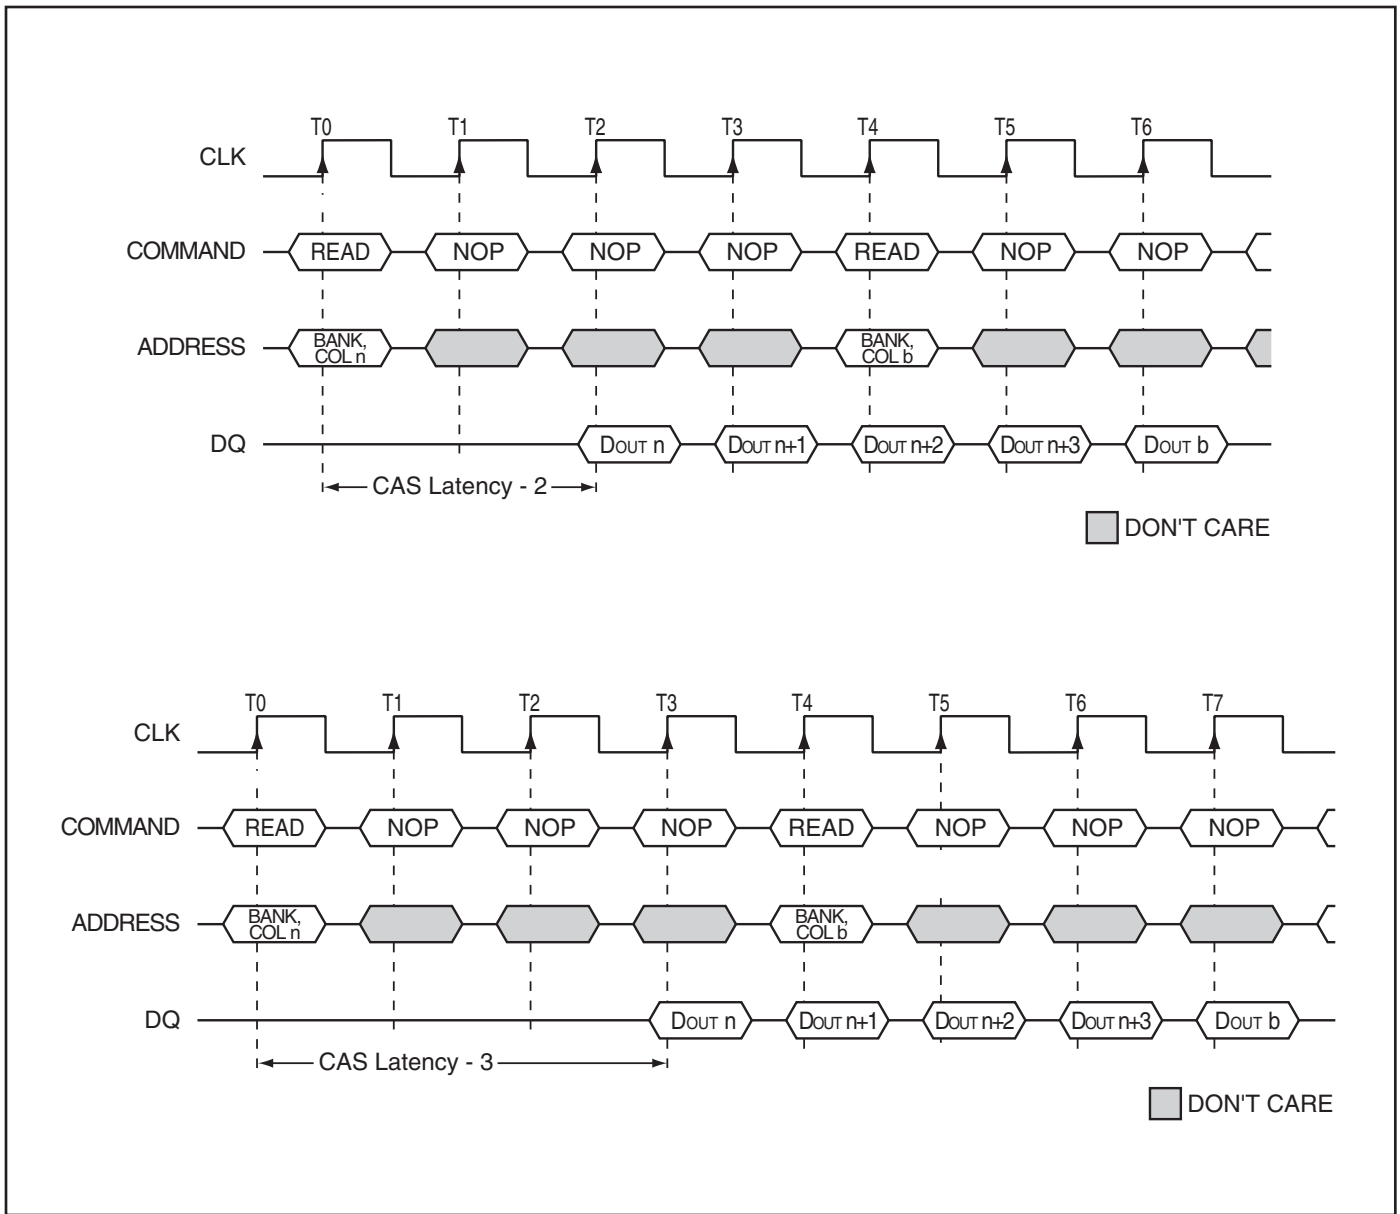 T0 T1 T2 T3 T4 T5 T6
CLK
COMMAND READ NOP NOP NOP READ NOP NOP
ADDRESS BANK, COL n BANK, COL b
DQ DOUT n DOUT n+1 DOUT n+2 DOUT n+3 DOUT b
CAS Latency - 2
DON'T CARE
T0 T1 T2 T3 T4 T5 T6 T7
CLK
COMMAND READ NOP NOP NOP READ NOP NOP NOP
ADDRESS BANK, COL n BANK, COL b
DQ DOUT n DOUT n+1 DOUT n+2 DOUT n+3 DOUT b
CAS Latency - 3
DON'T CARE